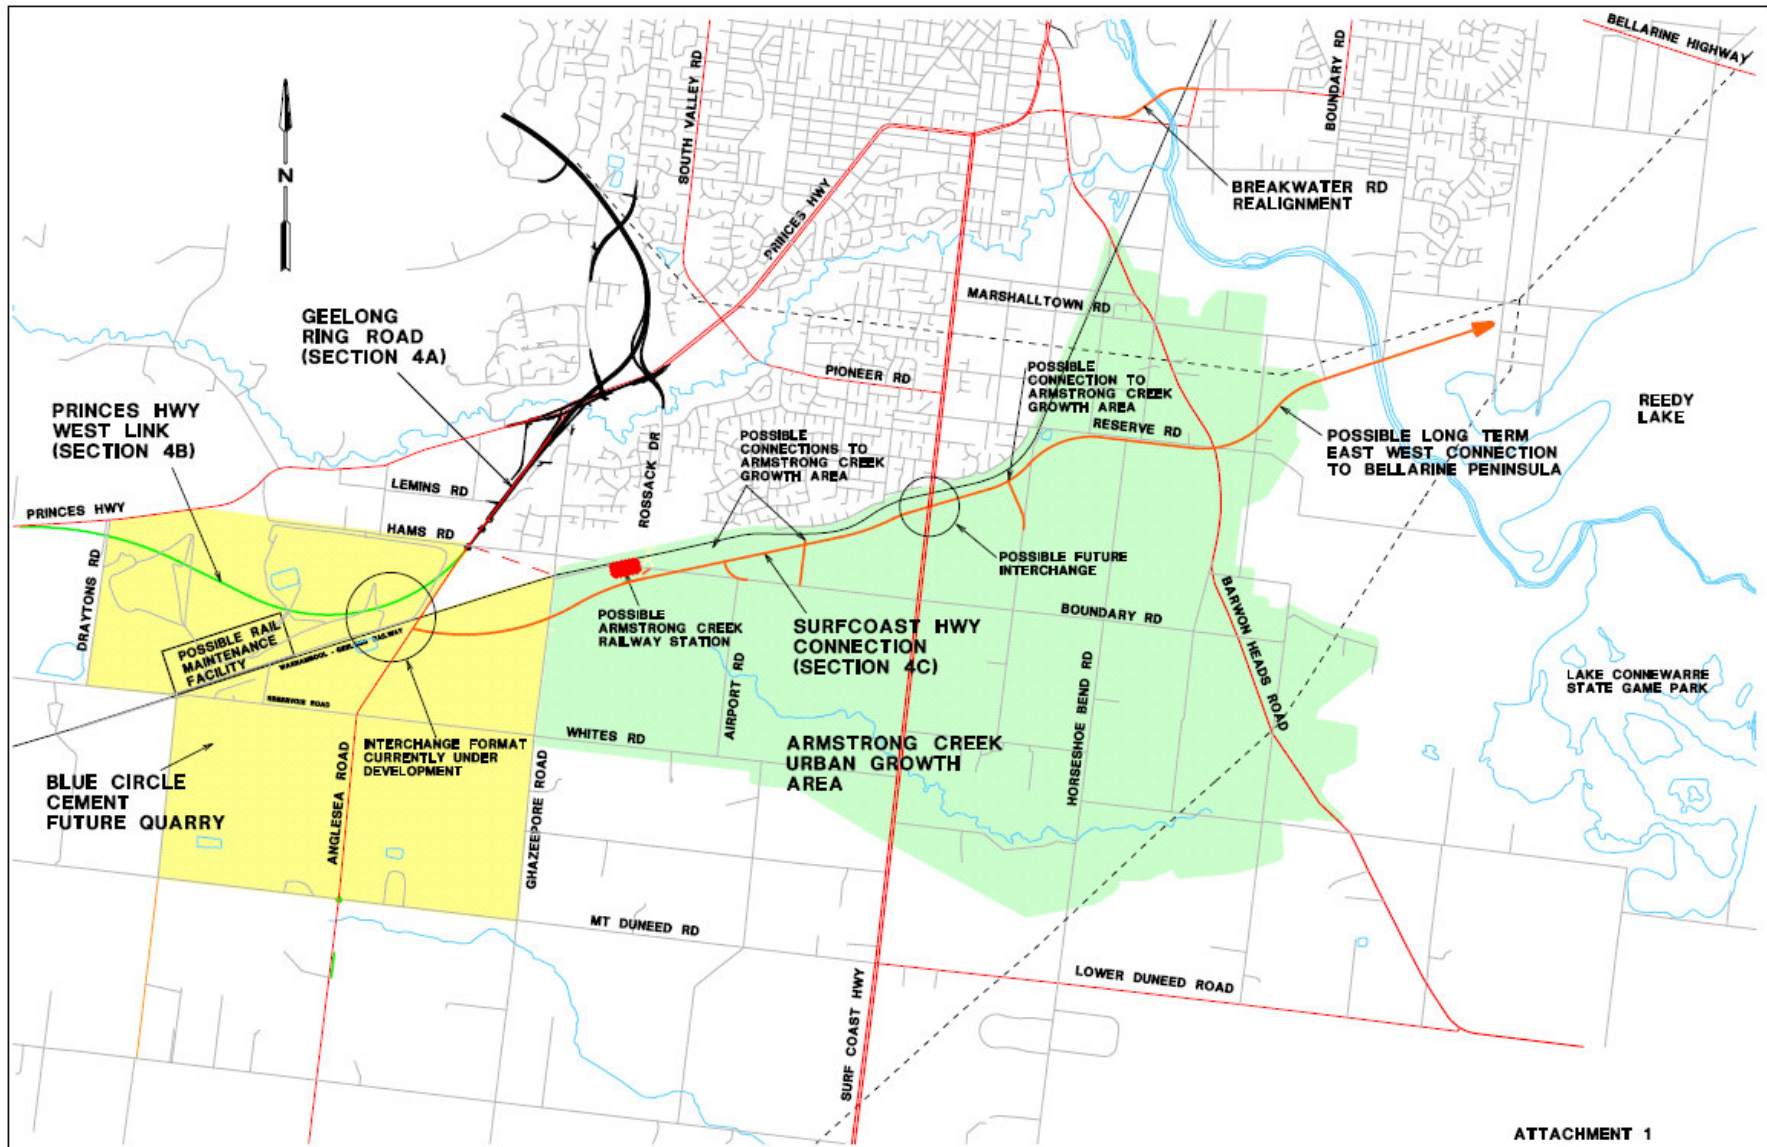 BELLARINE HIGHWAY
SOUTH VALLEY RD
BOUNDARY RD
N
PRINCES HWY
BREAKWATER RD
REALIGNMENT
GEELONG
RING ROAD
(SECTION 4A)
MARSHALLTOWN RD
PIONEER RD
POSSIBLE
CONNECTION TO
ARMSTRONG CREEK
GROWTH AREA
PRINCES HWY
WEST LINK
(SECTION 4B)
REEDY
LAKE
RESERVE RD
POSSIBLE LONG TERM
EAST WEST CONNECTION
TO BELLARINE PENINSULA
POSSIBLE
CONNECTIONS TO
ARMSTRONG CREEK
GROWTH AREA
ROSSACK DR
LEMINS RD
PRINCES HWY
HAMS RD
POSSIBLE FUTURE
INTERCHANGE
DRAYTONS RD
POSSIBLE
ARMSTRONG CREEK
RAILWAY STATION
SURFCOAST HWY
CONNECTION
(SECTION 4C)
BOUNDARY RD
BARWON HEADS ROAD
POSSIBLE RAIL
MAINTENANCE
FACILITY
WARRNAMBOOL - GEELONG RAILWAY
LAKE CONNEWARRE
STATE GAME PARK
RESERVOIR ROAD
AIRPORT RD
HORSESHOE BEND RD
WHITES RD
INTERCHANGE FORMAT
CURRENTLY UNDER
DEVELOPMENT
ARMSTRONG CREEK
URBAN GROWTH
AREA
BLUE CIRCLE
CEMENT
FUTURE QUARRY
ANGLESEA ROAD
GHAZEEPORE ROAD
MT DUNEED RD
LOWER DUNEED ROAD
SURF COAST HWY
ATTACHMENT 1